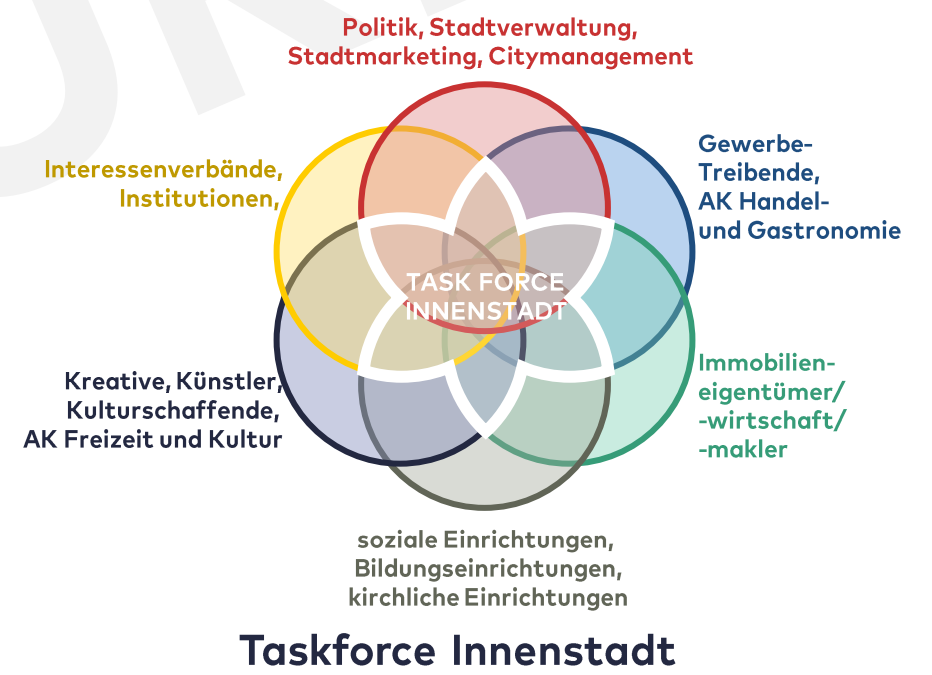 Politik, Stadtverwaltung,
Stadtmarketing, Citymanagement
Gewerbe-
Treibende,
AK Handel-
und Gastronomie
Interessenverbände,
Institutionen,
TASK FORCE
INNENSTADT
Immobilien-
eigentümer/
-wirtschaft/
-makler
Kreative, Künstler,
Kulturschaffende,
AK Freizeit und Kultur
soziale Einrichtungen,
Bildungseinrichtungen,
kirchliche Einrichtungen
Taskforce Innenstadt